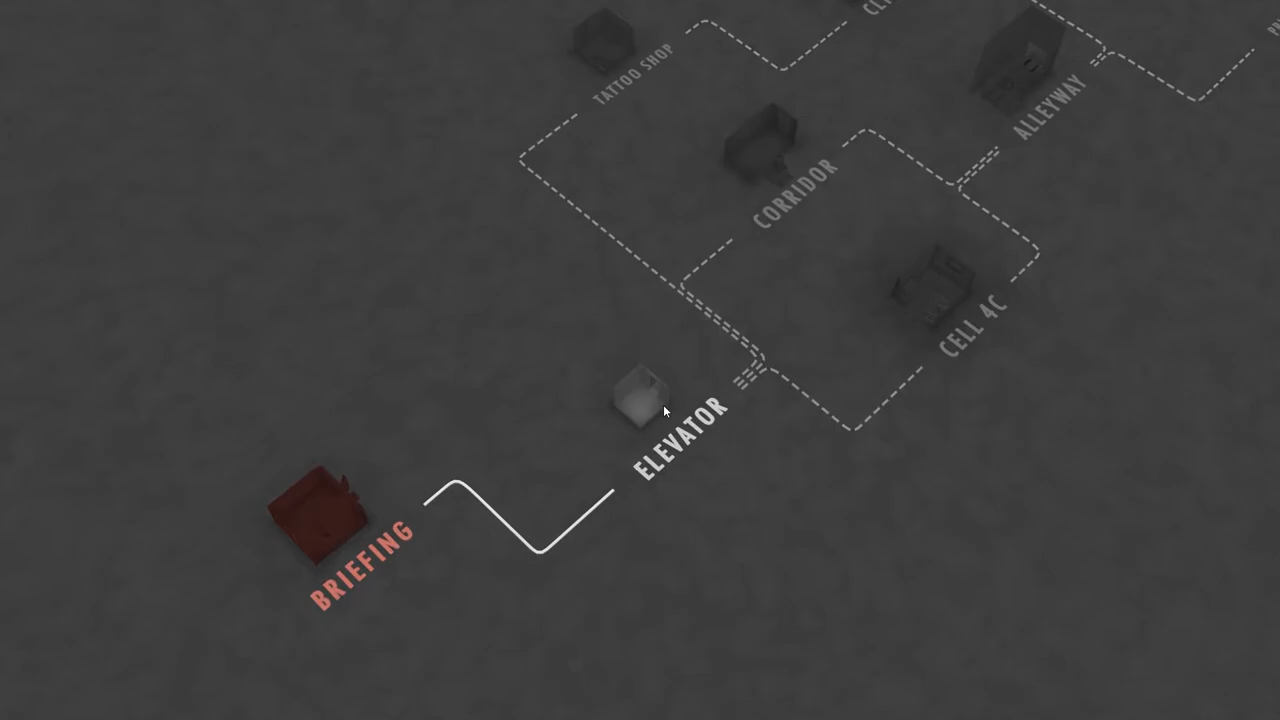 TATTOO SHOP
ALLEYWAY
CORRIDOR
CELL 4C
ELEVATOR
BRIEFING